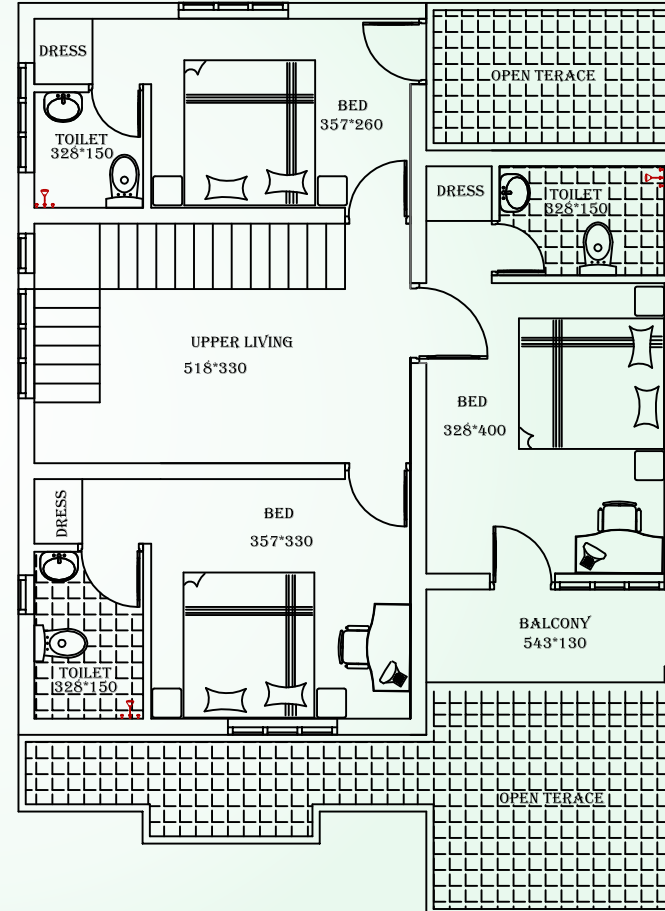 DRESS
OPEN TERACE
BED
357*260
TOILET
328*150
DRESS
TOILET
328*150
UPPER LIVING
518*330
BED
328*400
DRESS
BED
357*330
BALCONY
543*130
TOILET
328*150
OPEN TERACE